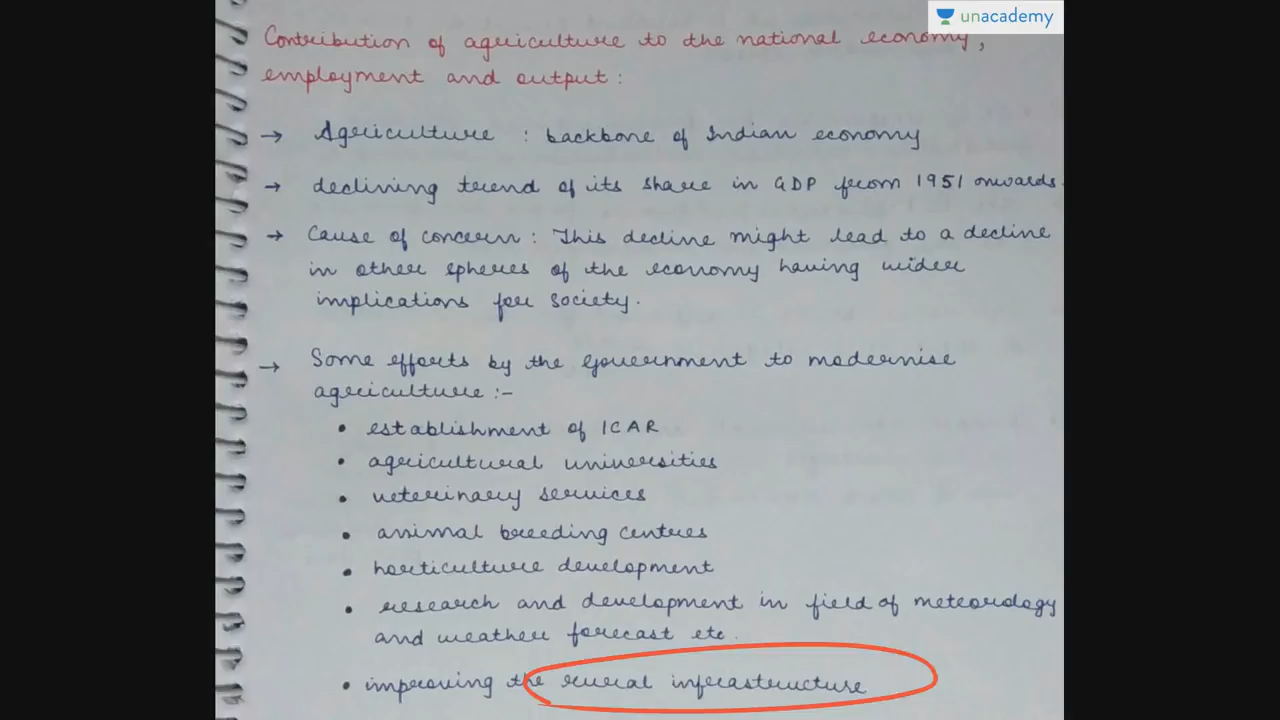 unacademy
Contribution of agriculture to the national economy,
employment and output :
→ Agriculture : backbone of Indian economy
→ declining trend of its share in GDP from 1951 onwards.
→ Cause of concern : This decline might lead to a decline
in other spheres of the economy having wider
implications for society.
→ Some efforts by the Government to modernise
agriculture :-
• establishment of ICAR
• agricultural universities
• veterinary services
• animal breeding centres
• horticulture development
• research and development in field of meteorology
and weather forecast etc.
• improving the rural infrastructure